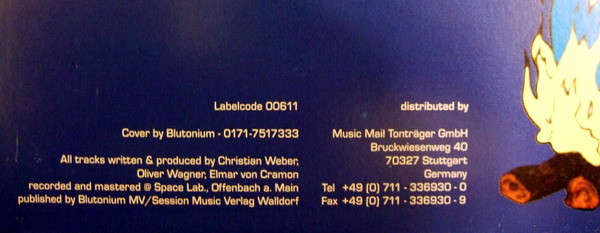 Labelcode 00611
Cover by Blutonium - 0171-7517333
All tracks written & produced by Christian Weber,
Oliver Wagner, Elmar von Cramon
recorded and mastered @ Space Lab., Offenbach a. Main
published by Blutonium MV/Session Music Verlag Walldorf
distributed by
Music Mail Tonträger GmbH
Bruckwiesenweg 40
70327 Stuttgart
Germany
Tel +49 (0) 711 - 336930 - 0
Fax +49 (0) 711 - 336930 - 9